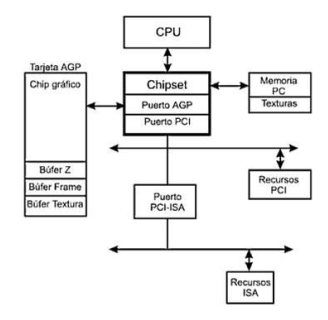 CPU
Tarjeta AGP
Chip gráfico
Chipset
Puerto AGP
Puerto PCI
Memoria
PC
Texturas
Búfer Z
Búfer Frame
Búfer Textura
Puerto
PCI-ISA
Recursos
PCI
Recursos
ISA